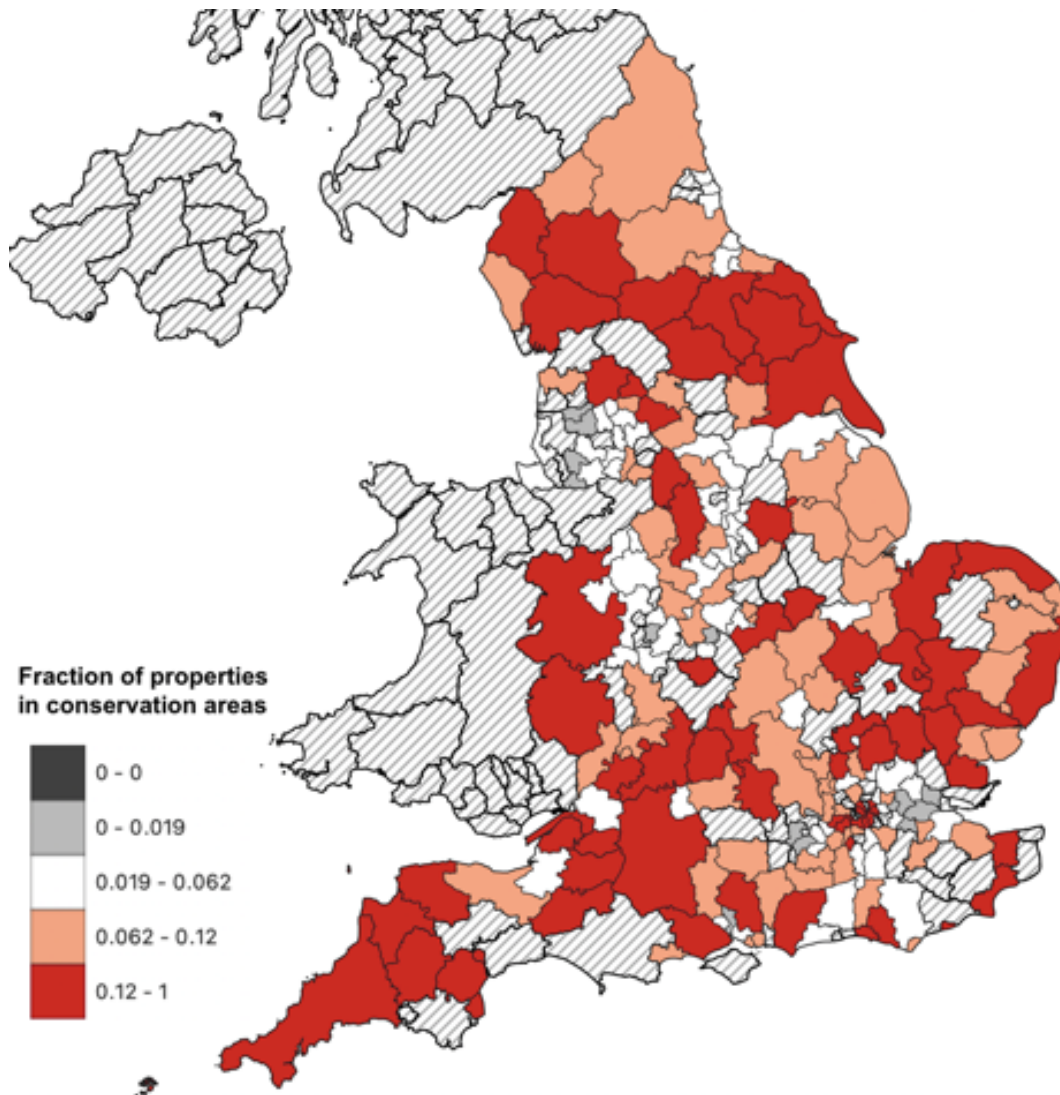 Fraction of properties
in conservation areas
0 - 0
0 - 0.019
0.019 - 0.062
0.062 - 0.12
0.12 - 1